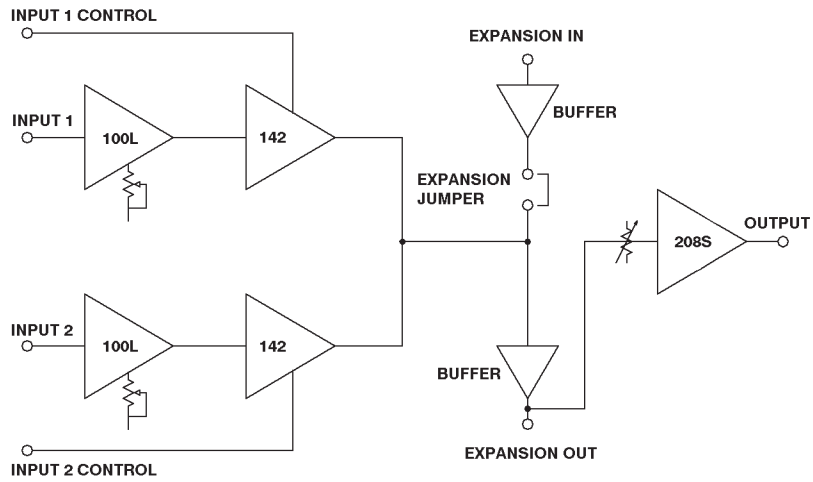 INPUT 1 CONTROL
EXPANSION IN
INPUT 1
100L
142
BUFFER
EXPANSION
JUMPER
OUTPUT
208S
INPUT 2
100L
142
BUFFER
EXPANSION OUT
INPUT 2 CONTROL